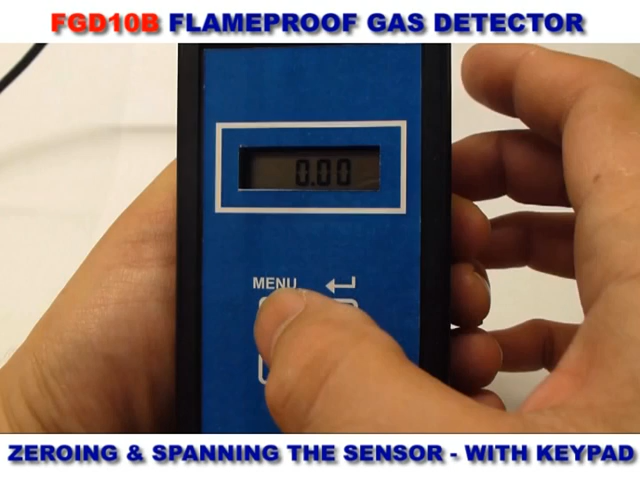 FGD10B FLAMEPROOF GAS DETECTOR
0.00
MENU
ZEROING & SPANNING THE SENSOR - WITH KEYPAD